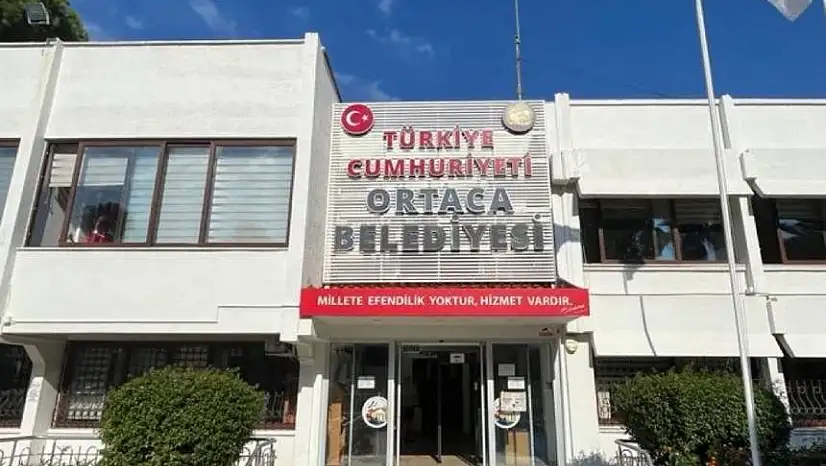 TÜRKİYE
CUMHURİYETİ
ORTACA
BELEDİYESİ
MİLLETE EFENDİLİK YOKTUR, HİZMET VARDIR.